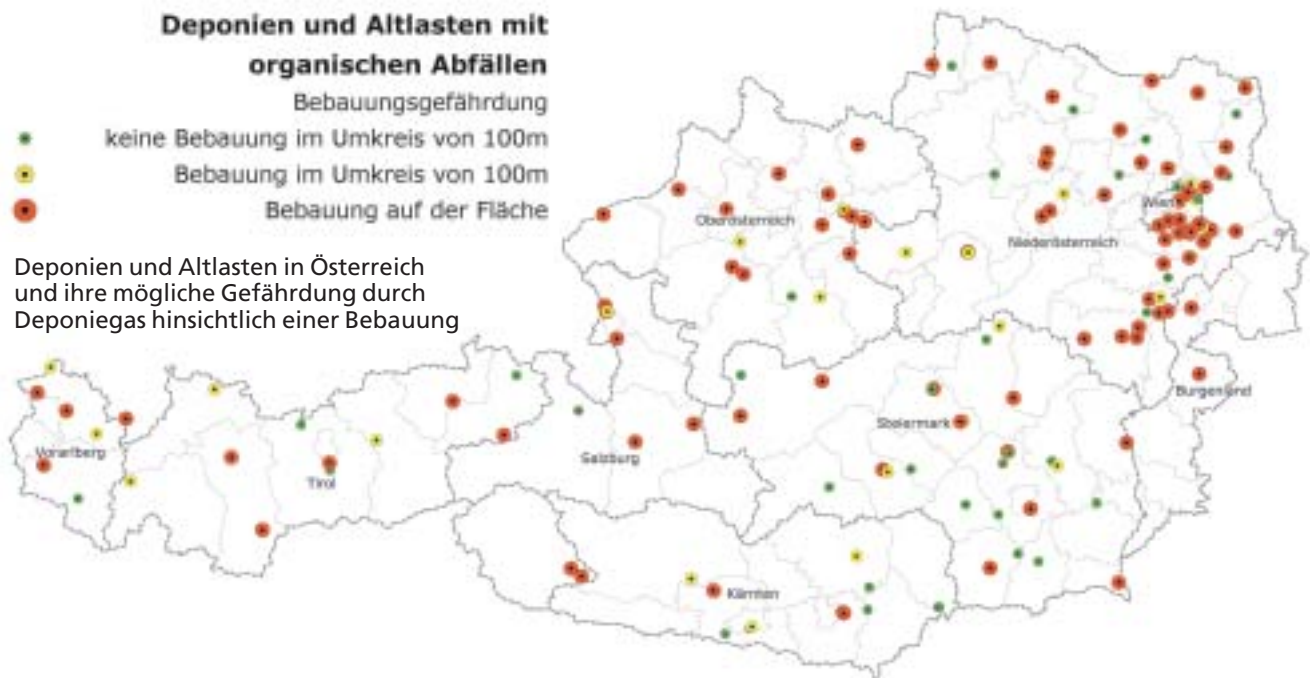 Deponien und Altlasten mit
organischen Abfällen
Bebauungsgefährdung
keine Bebauung im Umkreis von 100m
Bebauung im Umkreis von 100m
Bebauung auf der Fläche
Deponien und Altlasten in Österreich
und ihre mögliche Gefährdung durch
Deponiegas hinsichtlich einer Bebauung
Oberösterreich
Wien
Niederösterreich
Burgenland
Steiermark
Vorarlberg
Salzburg
Tirol
Kärnten